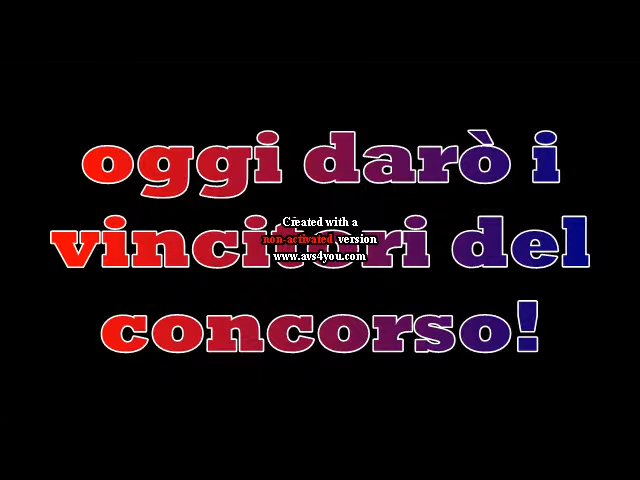 oggi darò i
vincitori del
concorso!
Created with a
non-activated version
www.avs4you.com